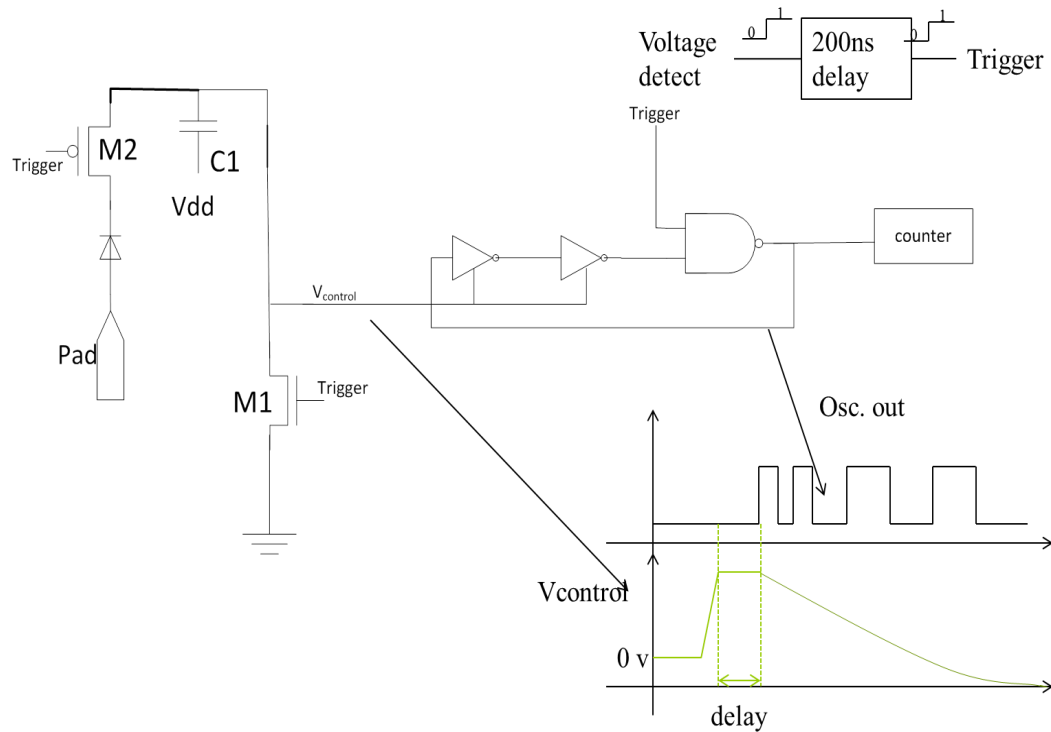 1
0
1
0
Voltage
detect
200ns
delay
Trigger
Trigger
M2
Trigger
C1
Vdd
counter
Vcontrol
Pad
M1
Trigger
Osc. out
Vcontrol
0 v
delay